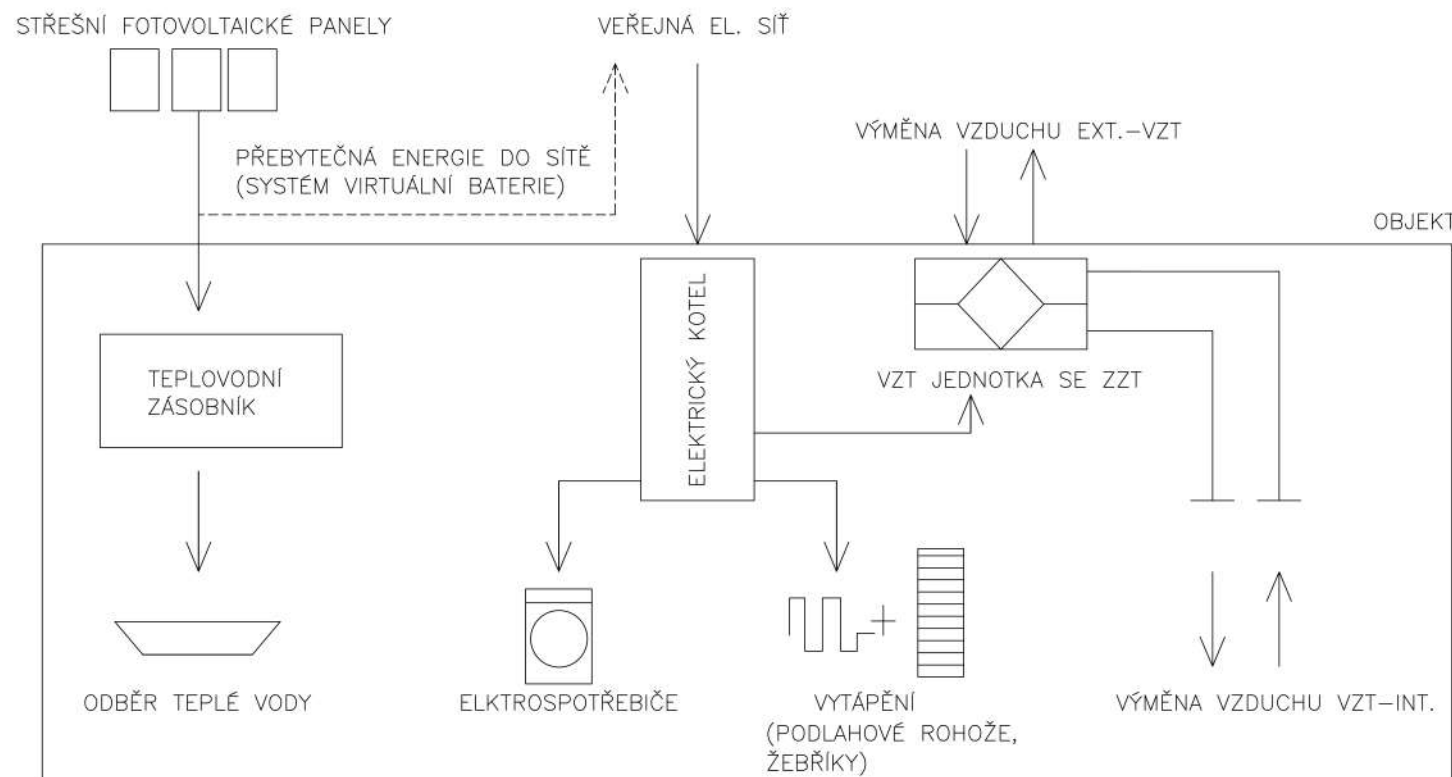 STŘEŠNÍ FOTOVOLTAICKÉ PANELY
VEŘEJNÁ EL. SÍŤ
VÝMĚNA VZDUCHU EXT.-VZT
PŘEBYTEČNÁ ENERGIE DO SÍTĚ
(SYSTÉM VIRTUÁLNÍ BATERIE)
OBJEKT
ELEKTRICKÝ KOTEL
TEPLOVODNÍ
ZÁSOBNÍK
VZT JEDNOTKA SE ZZT
ODBĚR TEPLÉ VODY
ELKTROSPOTŘEBIČE
VYTÁPĚNÍ
(PODLAHOVÉ ROHOŽE,
ŽEBŘÍKY)
VÝMĚNA VZDUCHU VZT-INT.